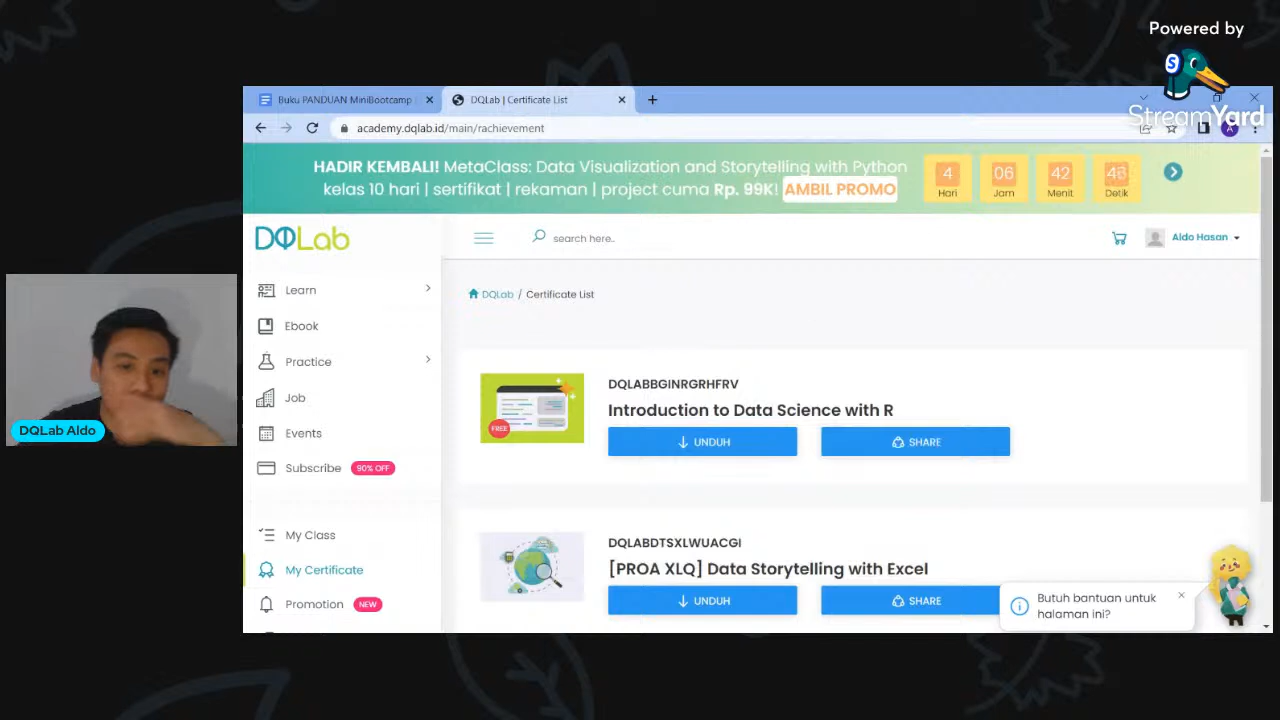 Powered by
S
StreamYard
Buku PANDUAN MiniBootcamp
DQLab | Certificate List
academy.dqlab.id/main/rachievement
A
HADIR KEMBALI! MetaClass: Data Visualization and Storytelling with Python
kelas 10 hari | sertifikat | rekaman | project cuma Rp. 99K! AMBIL PROMO
4 06 42
Hari Jam Menit Detik
DQLab
search here..
Aldo Hasan
Learn
Ebook
Practice
Job
Events
Subscribe 90% OFF
My Class
My Certificate
Promotion NEW
DQLab / Certificate List
FREE
DQLABBGINRGRHFRV
Introduction to Data Science with R
UNDUH
SHARE
DQLABDTSXLWUACGI
[PROA XLQ] Data Storytelling with Excel
UNDUH
SHARE
Butuh bantuan untuk
halaman ini?
DQLab Aldo